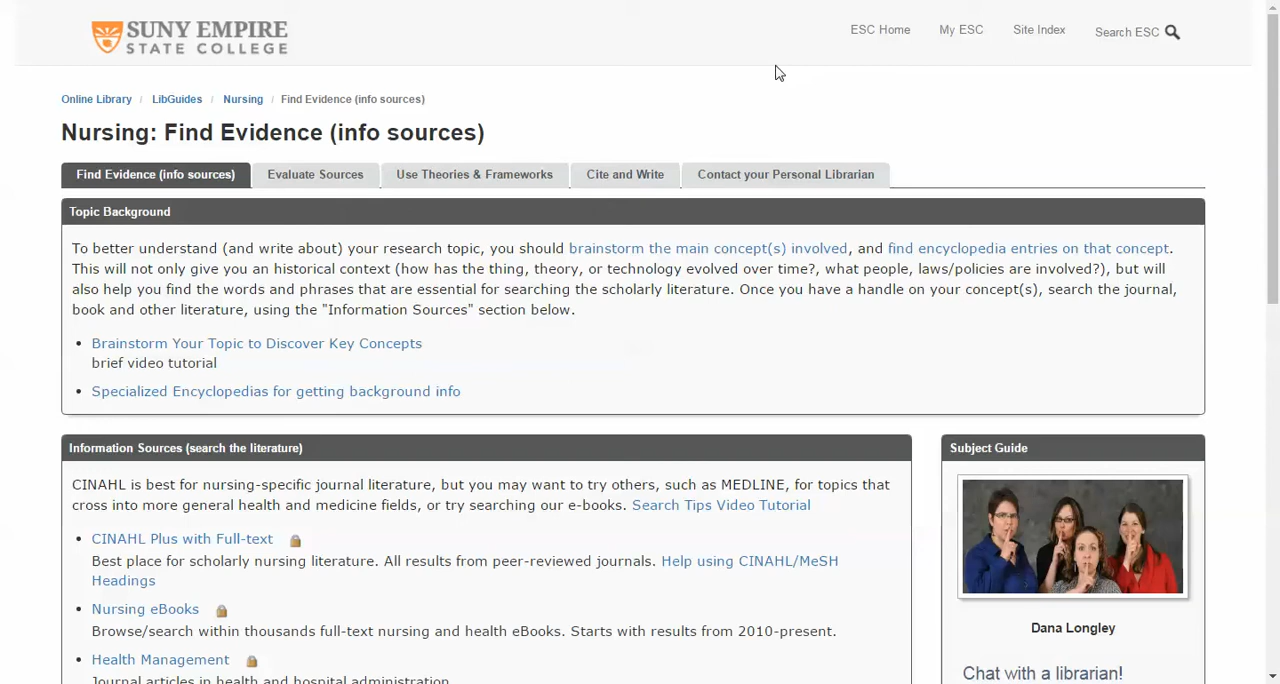 SUNY EMPIRE
STATE COLLEGE
ESC Home My ESC Site Index Search ESC
Online Library / LibGuides / Nursing / Find Evidence (info sources)
Nursing: Find Evidence (info sources)
Find Evidence (info sources) Evaluate Sources Use Theories & Frameworks Cite and Write Contact your Personal Librarian
Topic Background
To better understand (and write about) your research topic, you should brainstorm the main concept(s) involved, and find encyclopedia entries on that concept.
This will not only give you an historical context (how has the thing, theory, or technology evolved over time?, what people, laws/policies are involved?), but will
also help you find the words and phrases that are essential for searching the scholarly literature. Once you have a handle on your concept(s), search the journal,
book and other literature, using the "Information Sources" section below.
• Brainstorm Your Topic to Discover Key Concepts
brief video tutorial
• Specialized Encyclopedias for getting background info
Information Sources (search the literature)
CINAHL is best for nursing-specific journal literature, but you may want to try others, such as MEDLINE, for topics that
cross into more general health and medicine fields, or try searching our e-books. Search Tips Video Tutorial
• CINAHL Plus with Full-text
Best place for scholarly nursing literature. All results from peer-reviewed journals. Help using CINAHL/MeSH
Headings
• Nursing eBooks
Browse/search within thousands full-text nursing and health eBooks. Starts with results from 2010-present.
• Health Management
Journal articles in health and hospital administration.
Subject Guide
Dana Longley
Chat with a librarian!